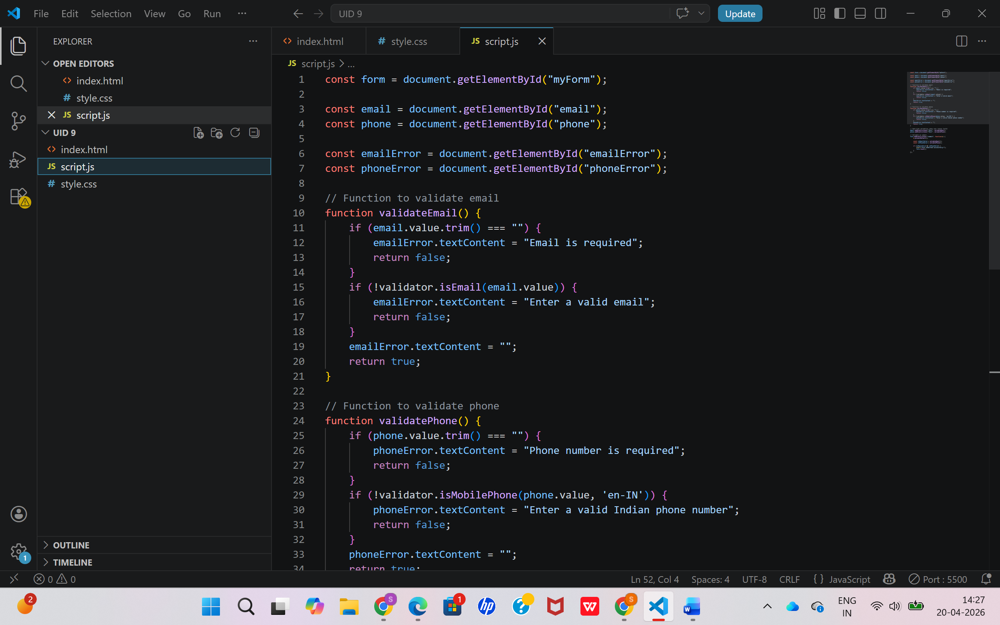 File Edit Selection View Go Run ··· UID 9 Update
EXPLORER ···
OPEN EDITORS
index.html
style.css
JS script.js
UID 9
index.html
JS script.js
# style.css
index.html # style.css JS script.js
JS script.js > ...
1 const form = document.getElementById("myForm");
2
3 const email = document.getElementById("email");
4 const phone = document.getElementById("phone");
5
6 const emailError = document.getElementById("emailError");
7 const phoneError = document.getElementById("phoneError");
8
9 // Function to validate email
10 function validateEmail() {
11     if (email.value.trim() === "") {
12         emailError.textContent = "Email is required";
13         return false;
14     }
15     if (!validator.isEmail(email.value)) {
16         emailError.textContent = "Enter a valid email";
17         return false;
18     }
19     emailError.textContent = "";
20     return true;
21 }
22
23 // Function to validate phone
24 function validatePhone() {
25     if (phone.value.trim() === "") {
26         phoneError.textContent = "Phone number is required";
27         return false;
28     }
29     if (!validator.isMobilePhone(phone.value, 'en-IN')) {
30         phoneError.textContent = "Enter a valid Indian phone number";
31         return false;
32     }
33     phoneError.textContent = "";
34     return true;
OUTLINE
TIMELINE
1
0 0 Ln 52, Col 4 Spaces: 4 UTF-8 CRLF {} JavaScript Port : 5500
2 S 1 hp ? S W
ENG
IN
14:27
20-04-2026